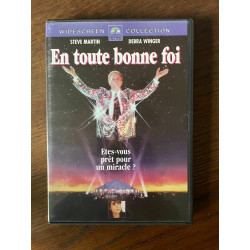 WIDESCREEN COLLECTION
STEVE MARTIN DEBRA WINGER
En toute bonne foi
Etes-vous
prêt pour
un miracle ?